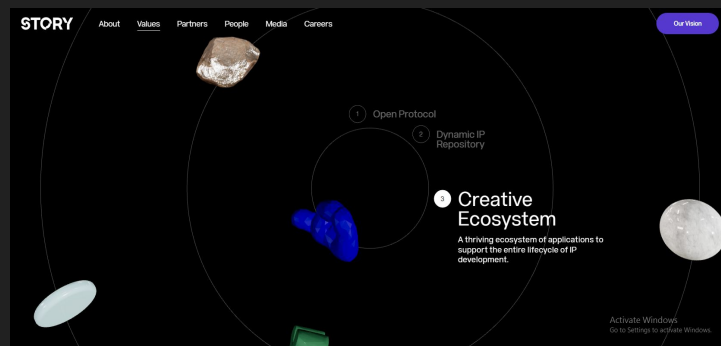 STORY
About
Values
Partners
People
Media
Careers
Our Vision
1
Open Protocol
2
Dynamic IP
Repository
3
Creative
Ecosystem
A thriving ecosystem of applications to
support the entire lifecycle of IP
development.
Activate Windows
Go to Settings to activate Windows.